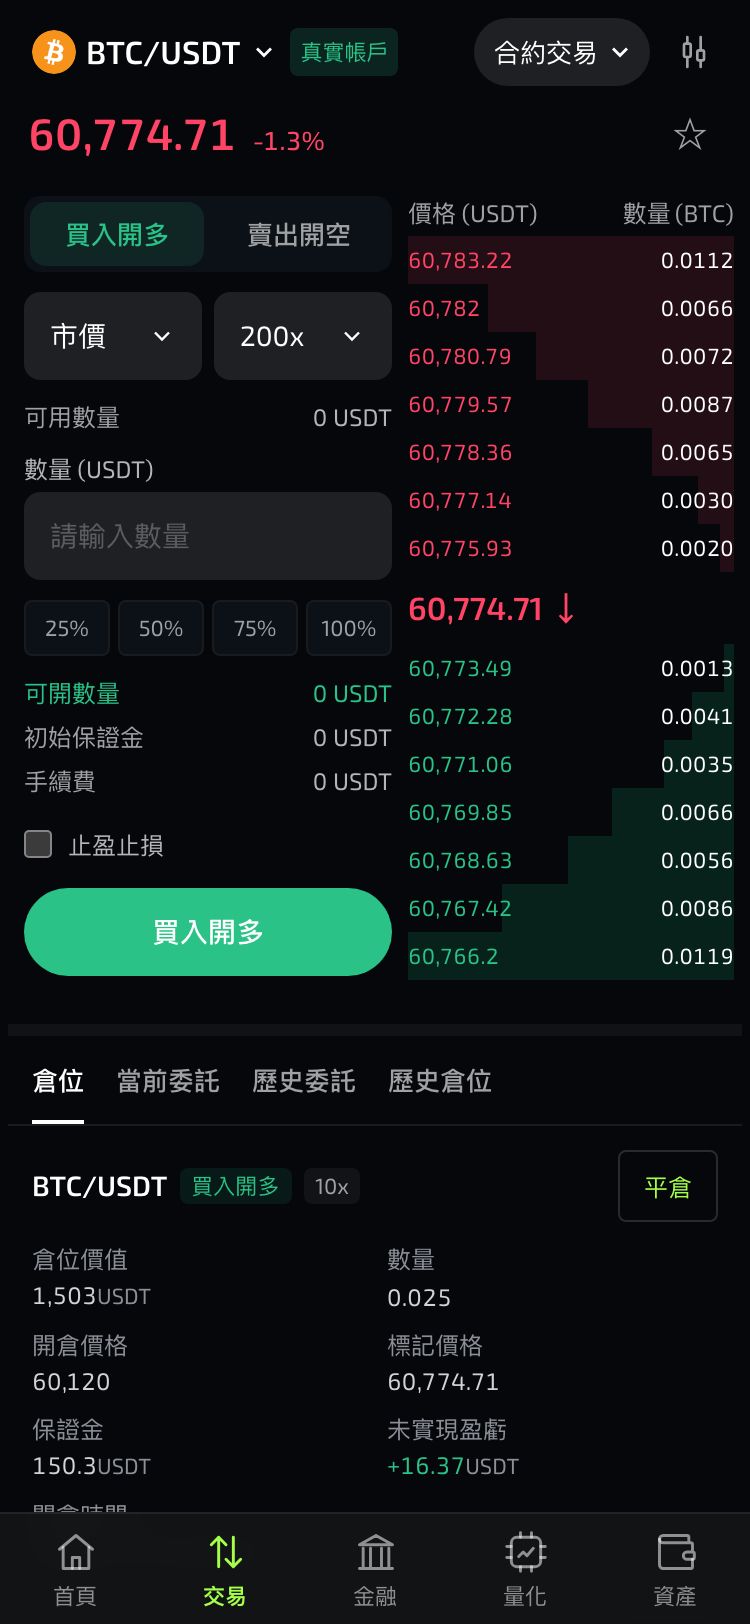 BTC/USDT 真實帳戶 合約交易
60,774.71 -1.3%
買入開多 賣出開空
市價 200x
可用數量 0 USDT
數量 (USDT)
請輸入數量
25% 50% 75% 100%
可開數量 0 USDT
初始保證金 0 USDT
手續費 0 USDT
止盈止損
買入開多
價格 (USDT) 數量 (BTC)
60,783.22 0.0112
60,782 0.0066
60,780.79 0.0072
60,779.57 0.0087
60,778.36 0.0065
60,777.14 0.0030
60,775.93 0.0020
60,774.71 ↓
60,773.49 0.0013
60,772.28 0.0041
60,771.06 0.0035
60,769.85 0.0066
60,768.63 0.0056
60,767.42 0.0086
60,766.2 0.0119
倉位 當前委託 歷史委託 歷史倉位
BTC/USDT 買入開多 10x 平倉
倉位價值 數量
1,503USDT 0.025
開倉價格 標記價格
60,120 60,774.71
保證金 未實現盈虧
150.3USDT +16.37USDT
開倉時間
首頁 交易 金融 量化 資產